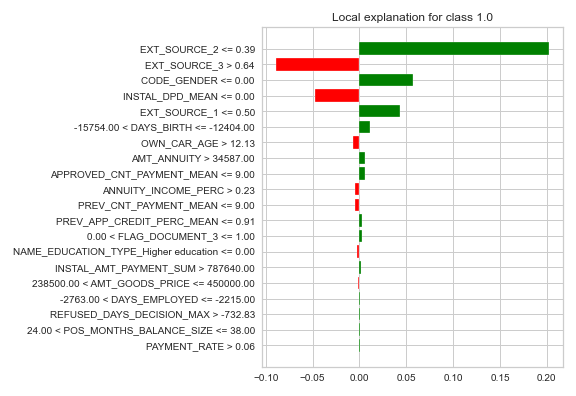 Local explanation for class 1.0
EXT_SOURCE_2 <= 0.39
EXT_SOURCE_3 > 0.64
CODE_GENDER <= 0.00
INSTAL_DPD_MEAN <= 0.00
EXT_SOURCE_1 <= 0.50
-15754.00 < DAYS_BIRTH <= -12404.00
OWN_CAR_AGE > 12.13
AMT_ANNUITY > 34587.00
APPROVED_CNT_PAYMENT_MEAN <= 9.00
ANNUITY_INCOME_PERC > 0.23
PREV_CNT_PAYMENT_MEAN <= 9.00
PREV_APP_CREDIT_PERC_MEAN <= 0.91
0.00 < FLAG_DOCUMENT_3 <= 1.00
NAME_EDUCATION_TYPE_Higher education <= 0.00
INSTAL_AMT_PAYMENT_SUM > 787640.00
238500.00 < AMT_GOODS_PRICE <= 450000.00
-2763.00 < DAYS_EMPLOYED <= -2215.00
REFUSED_DAYS_DECISION_MAX > -732.83
24.00 < POS_MONTHS_BALANCE_SIZE <= 38.00
PAYMENT_RATE > 0.06
−0.10 −0.05 0.00 0.05 0.10 0.15 0.20